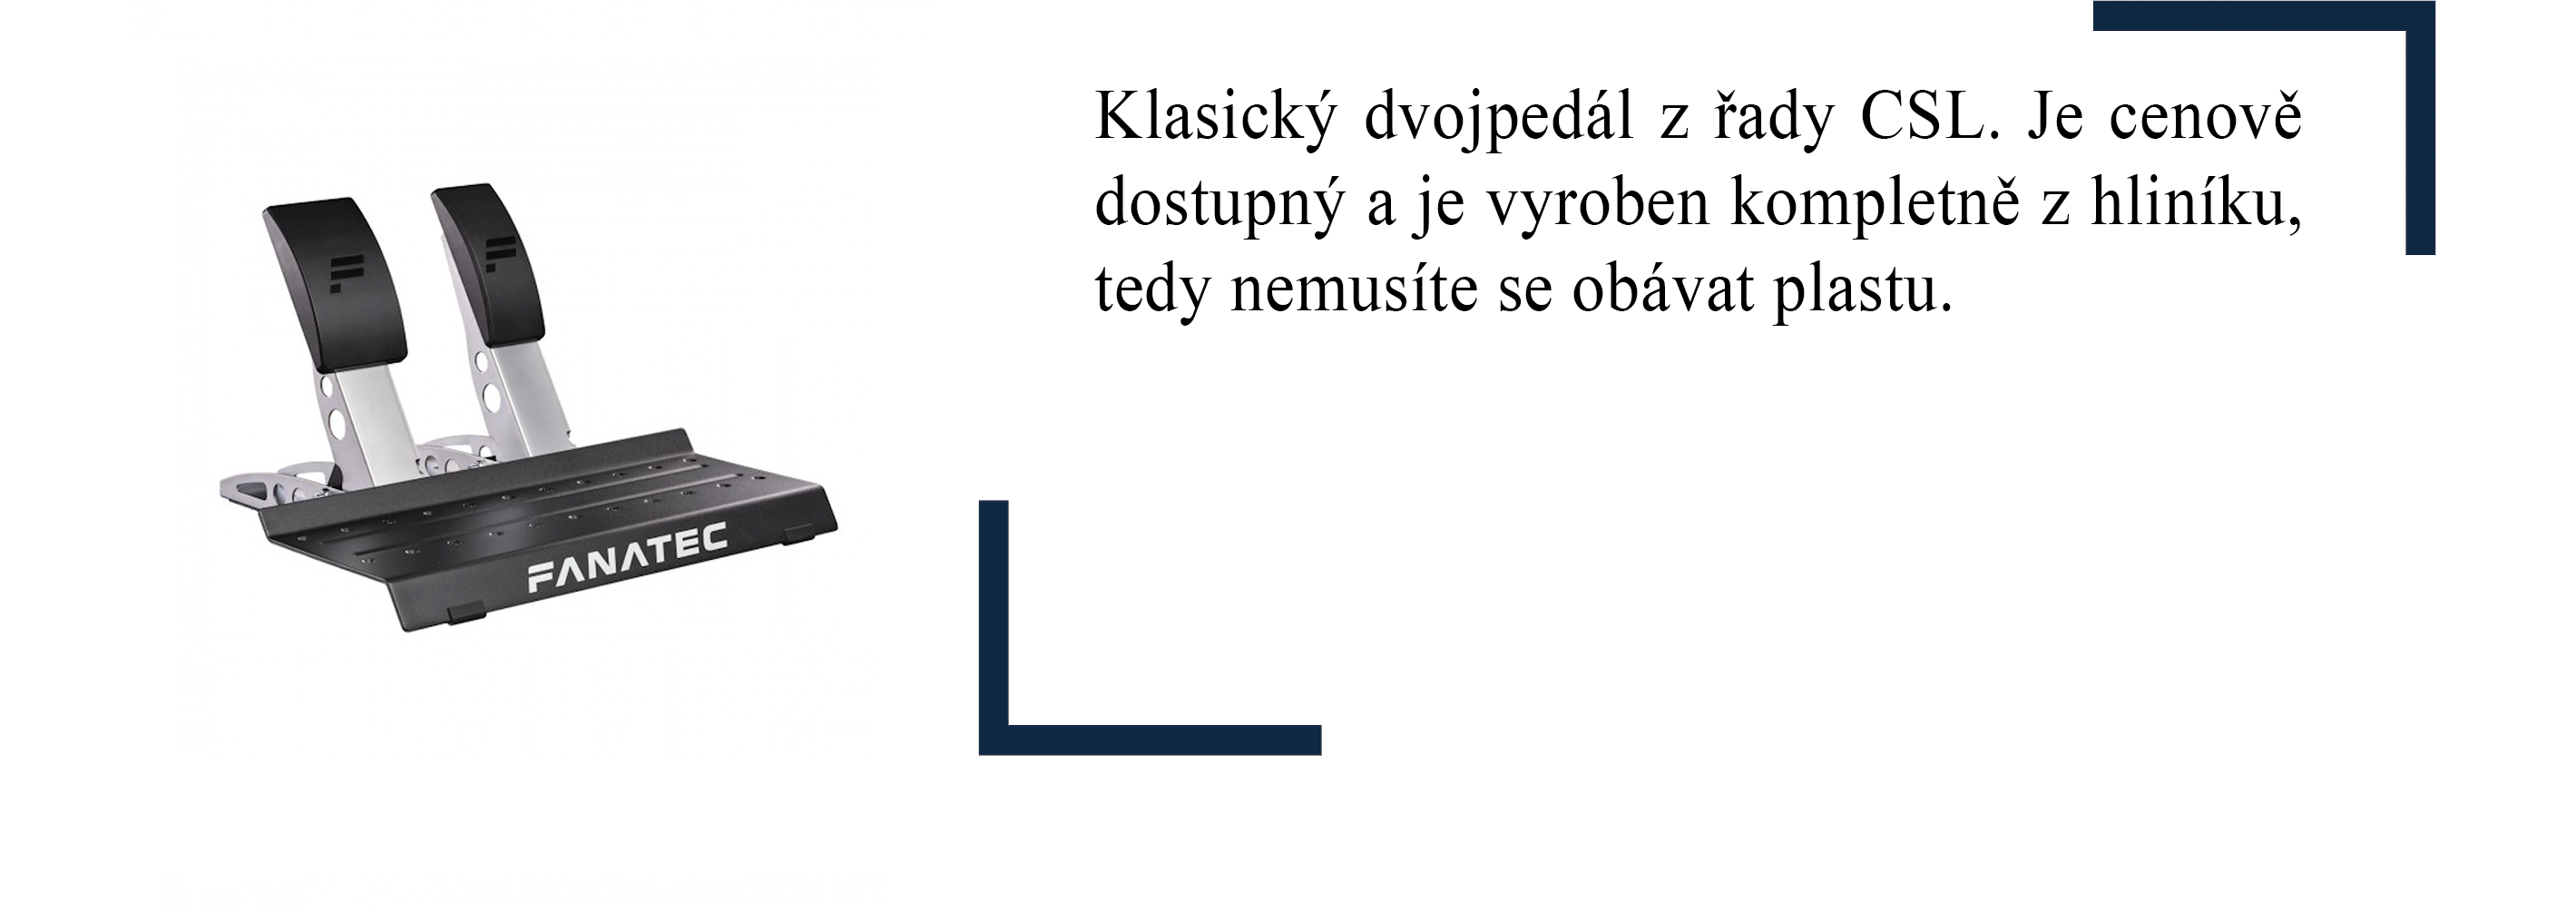 Klasický dvojpedál z řady CSL. Je cenově
dostupný a je vyroben kompletně z hliníku,
tedy nemusíte se obávat plastu.
FANATEC